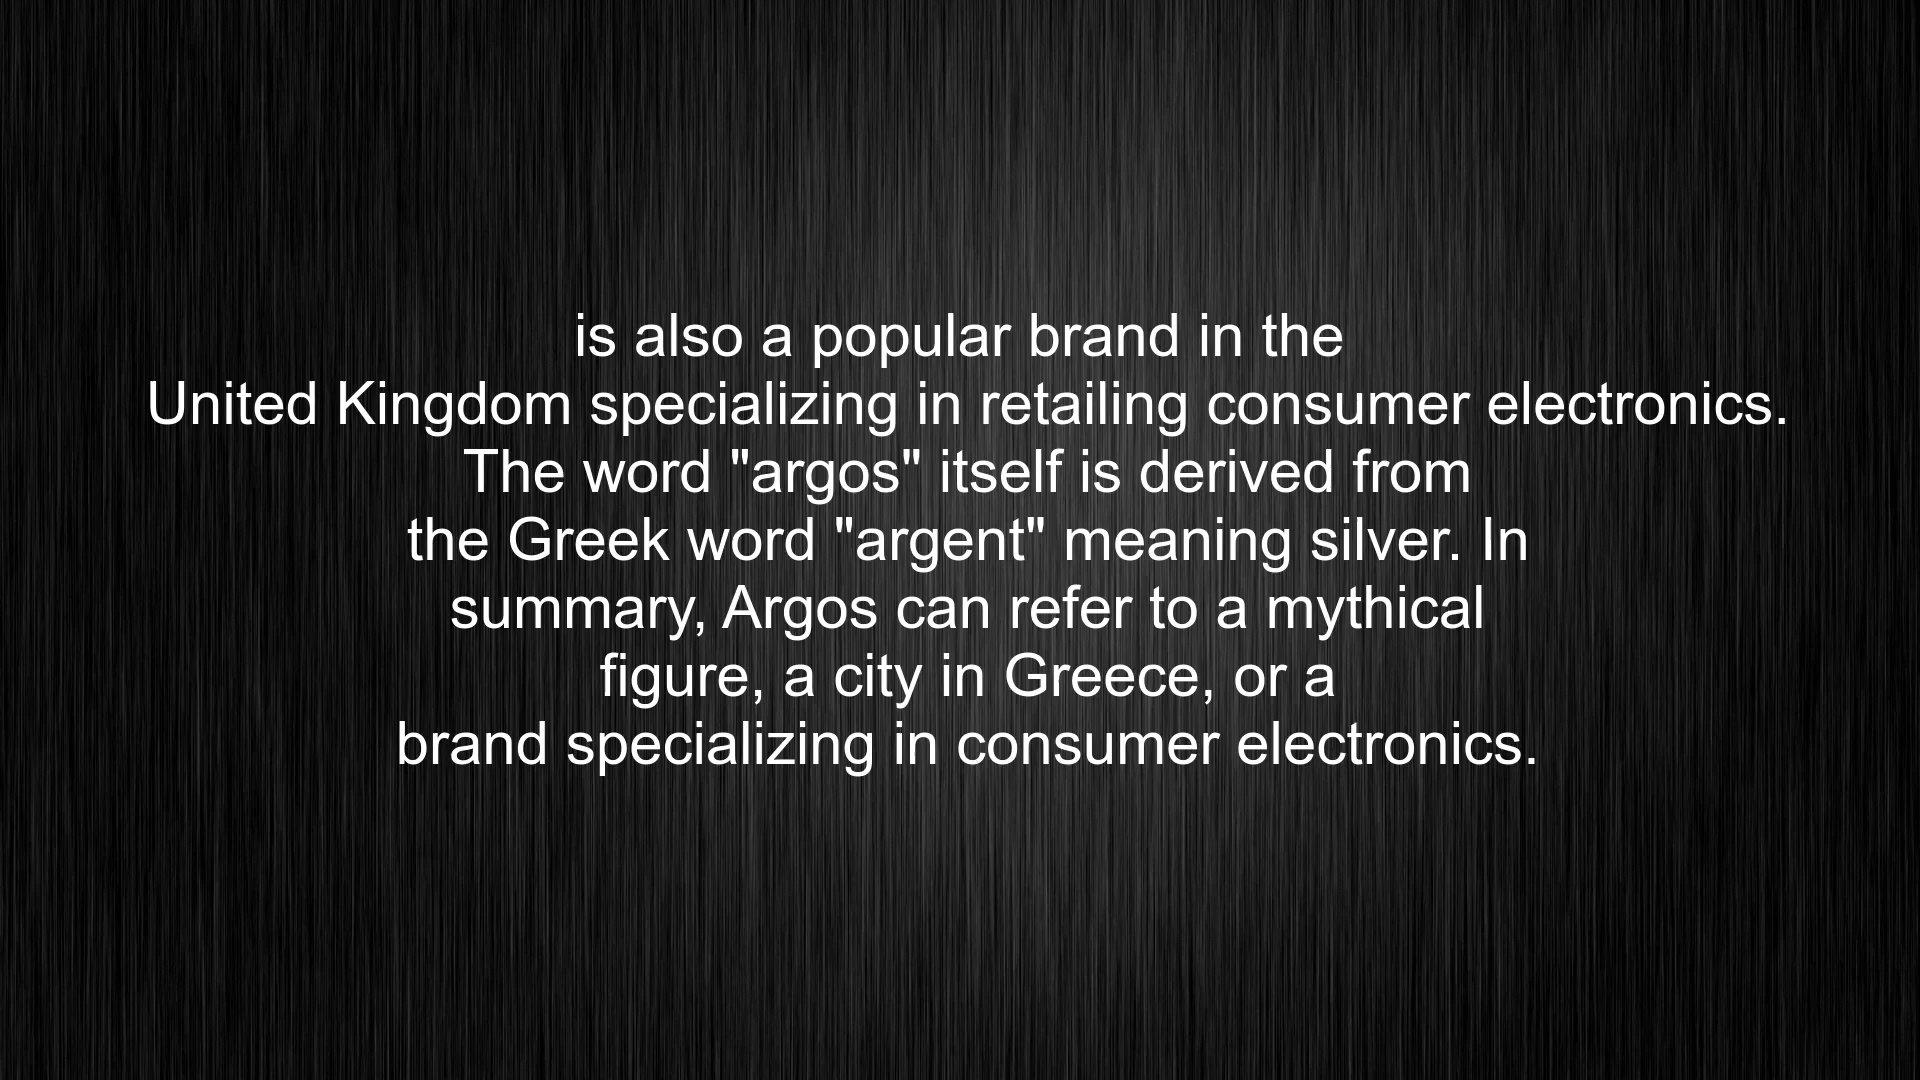 is also a popular brand in the
United Kingdom specializing in retailing consumer electronics.
The word "argos" itself is derived from
the Greek word "argent" meaning silver. In
summary, Argos can refer to a mythical
figure, a city in Greece, or a
brand specializing in consumer electronics.